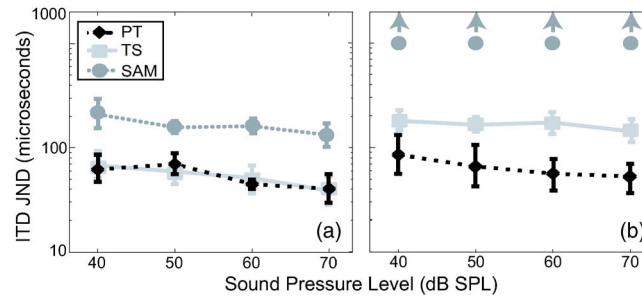 1000
100
10
ITD JND (microseconds)
PT
TS
SAM
(a)
(b)
40 50 60 70
40 50 60 70
Sound Pressure Level (dB SPL)